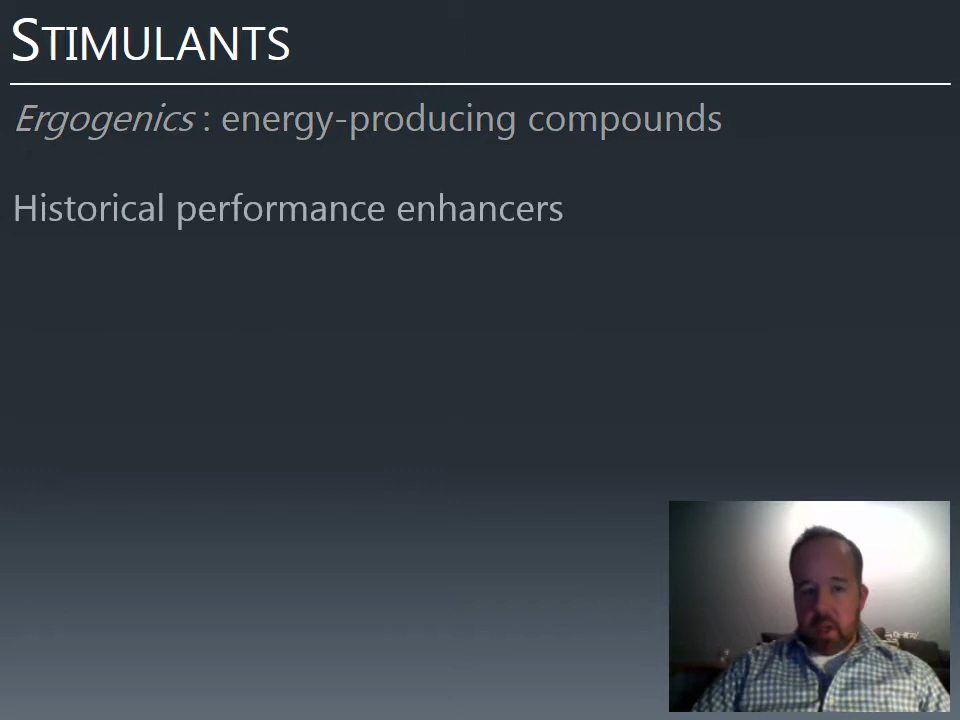 STIMULANTS
Ergogenics : energy-producing compounds
Historical performance enhancers